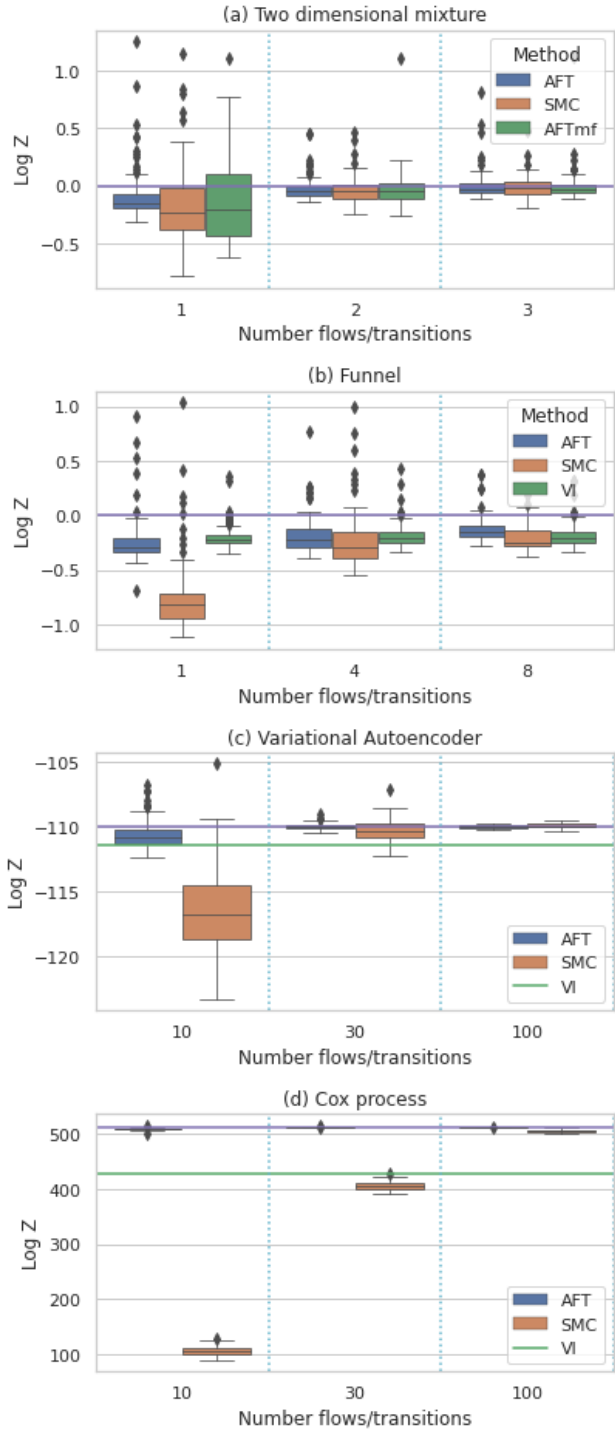 (a) Two dimensional mixture
Log Z
1.0
0.5
0.0
−0.5
Method
AFT
SMC
AFTmf
1 2 3
Number flows/transitions
(b) Funnel
Log Z
1.0
0.5
0.0
−0.5
−1.0
Method
AFT
SMC
VI
1 4 8
Number flows/transitions
(c) Variational Autoencoder
Log Z
−105
−110
−115
−120
AFT
SMC
VI
10 30 100
Number flows/transitions
(d) Cox process
Log Z
500
400
300
200
100
AFT
SMC
VI
10 30 100
Number flows/transitions